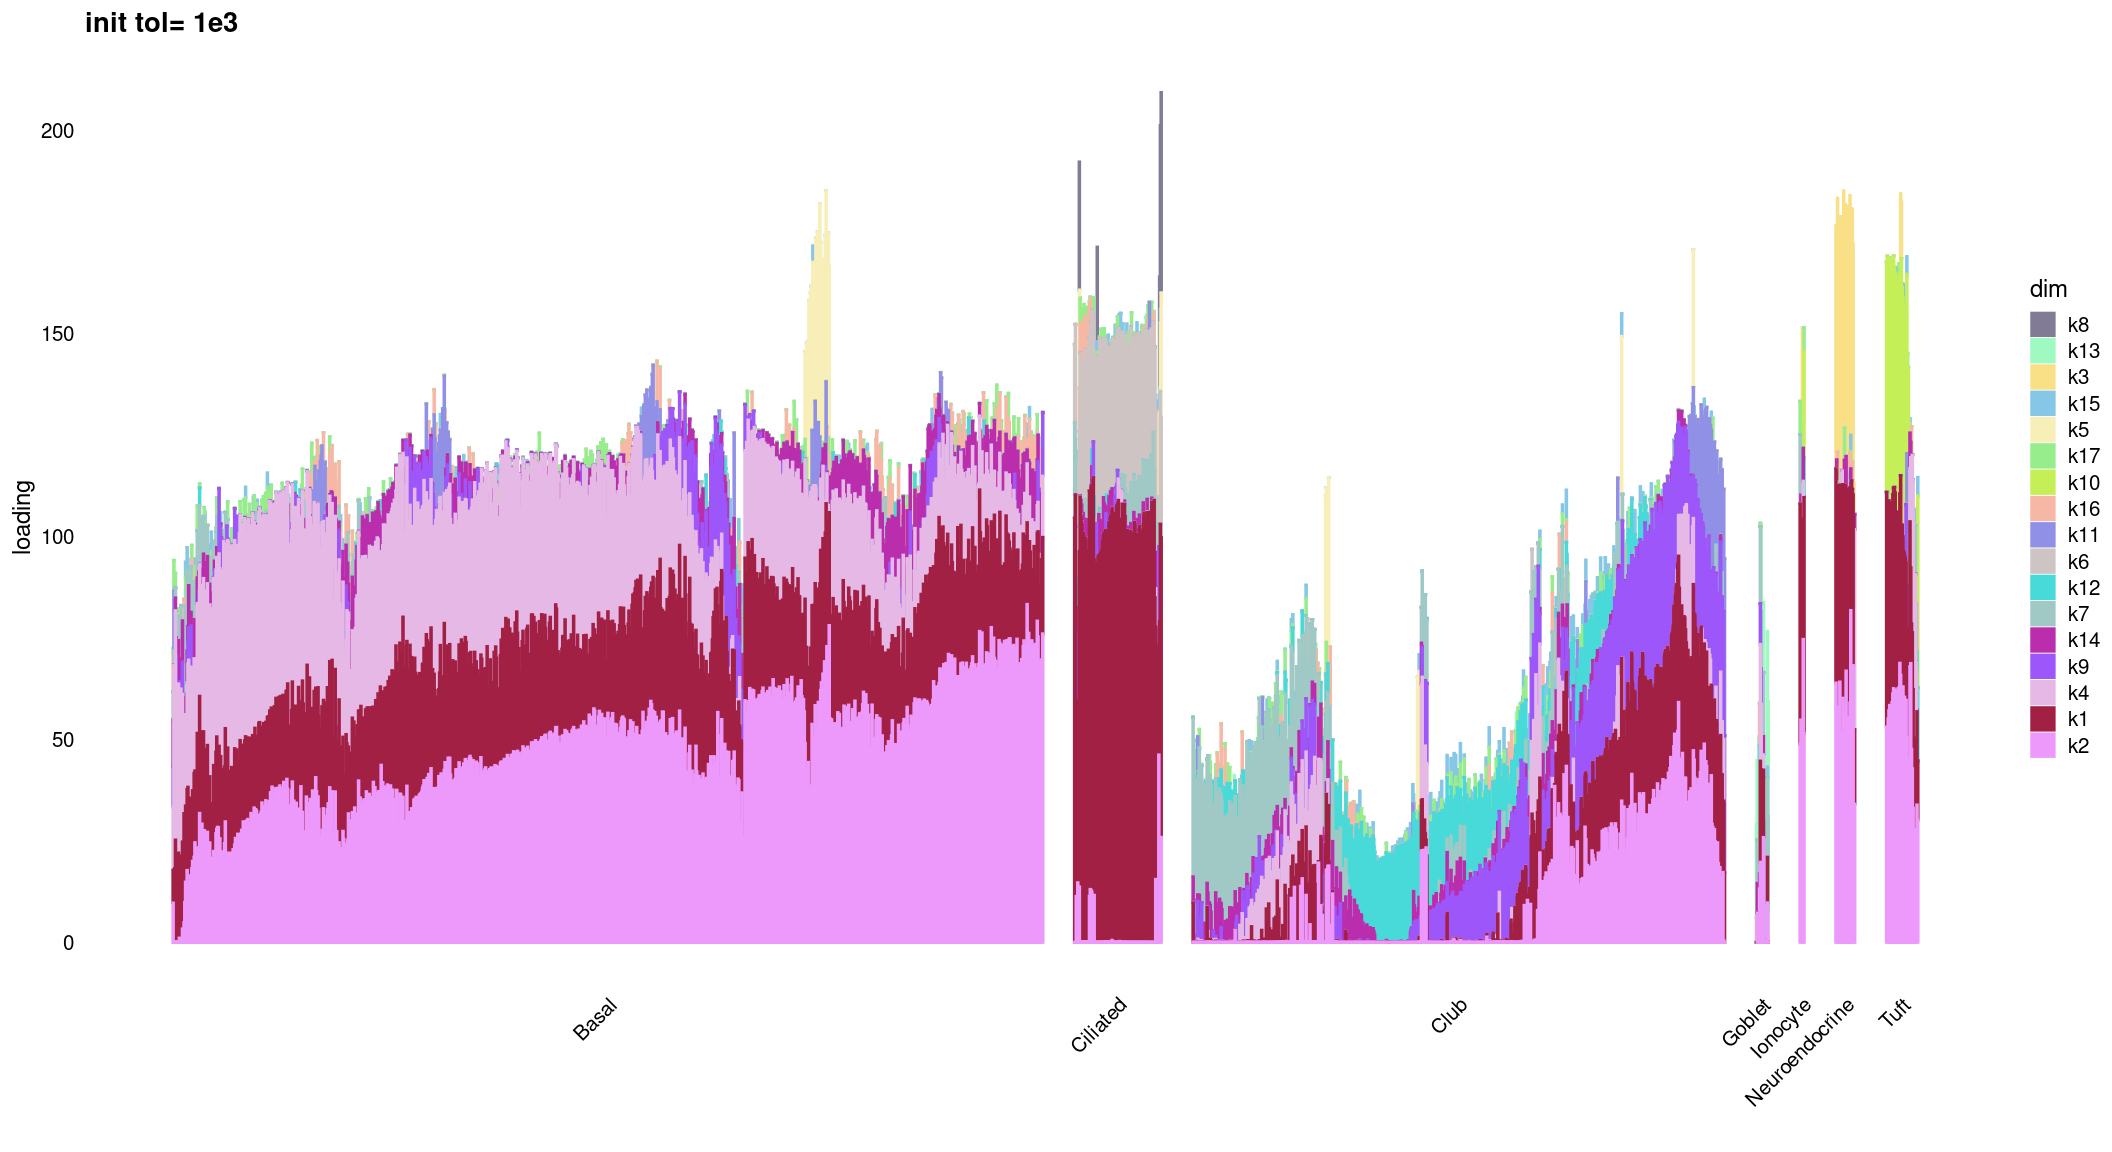 init tol= 1e3
loading
200
150
100
50
0
Basal
Ciliated
Club
Goblet
Ionocyte
Neuroendocrine
Tuft
dim
k8
k13
k3
k15
k5
k17
k10
k16
k11
k6
k12
k7
k14
k9
k4
k1
k2